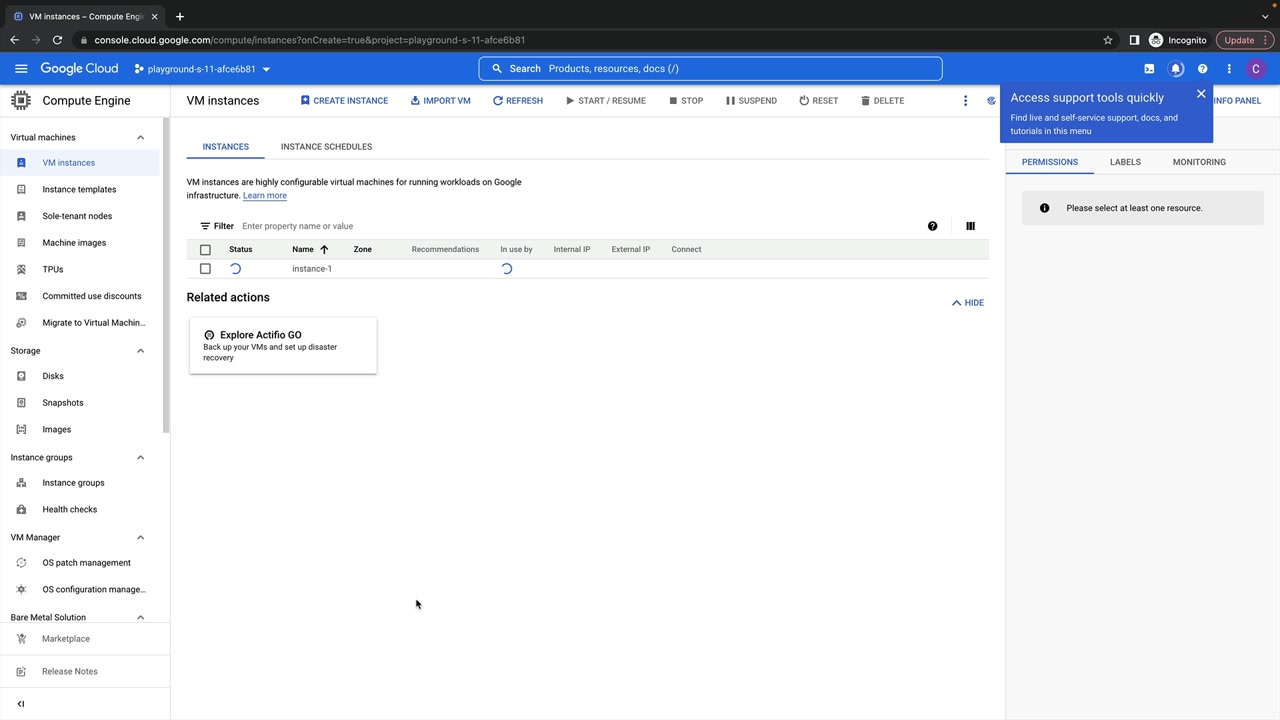 VM instances – Compute Engin
Incognito
Update
console.cloud.google.com/compute/instances?onCreate=true&project=playground-s-11-afce6b81
Google Cloud
playground-s-11-afce6b81
Search Products, resources, docs (/)
C
Compute Engine
VM instances
CREATE INSTANCE
IMPORT VM
REFRESH
START / RESUME
STOP
SUSPEND
RESET
DELETE
INFO PANEL
Access support tools quickly
Find live and self-service support, docs, and
tutorials in this menu
Virtual machines
VM instances
Instance templates
Sole-tenant nodes
Machine images
TPUs
Committed use discounts
Migrate to Virtual Machin...
Storage
Disks
Snapshots
Images
Instance groups
Instance groups
Health checks
VM Manager
OS patch management
OS configuration manage...
Bare Metal Solution
Marketplace
Release Notes
INSTANCES
INSTANCE SCHEDULES
VM instances are highly configurable virtual machines for running workloads on Google
infrastructure. Learn more
Filter Enter property name or value
Status Name Zone Recommendations In use by Internal IP External IP Connect
instance-1
Related actions
HIDE
Explore Actifio GO
Back up your VMs and set up disaster
recovery
PERMISSIONS
LABELS
MONITORING
Please select at least one resource.